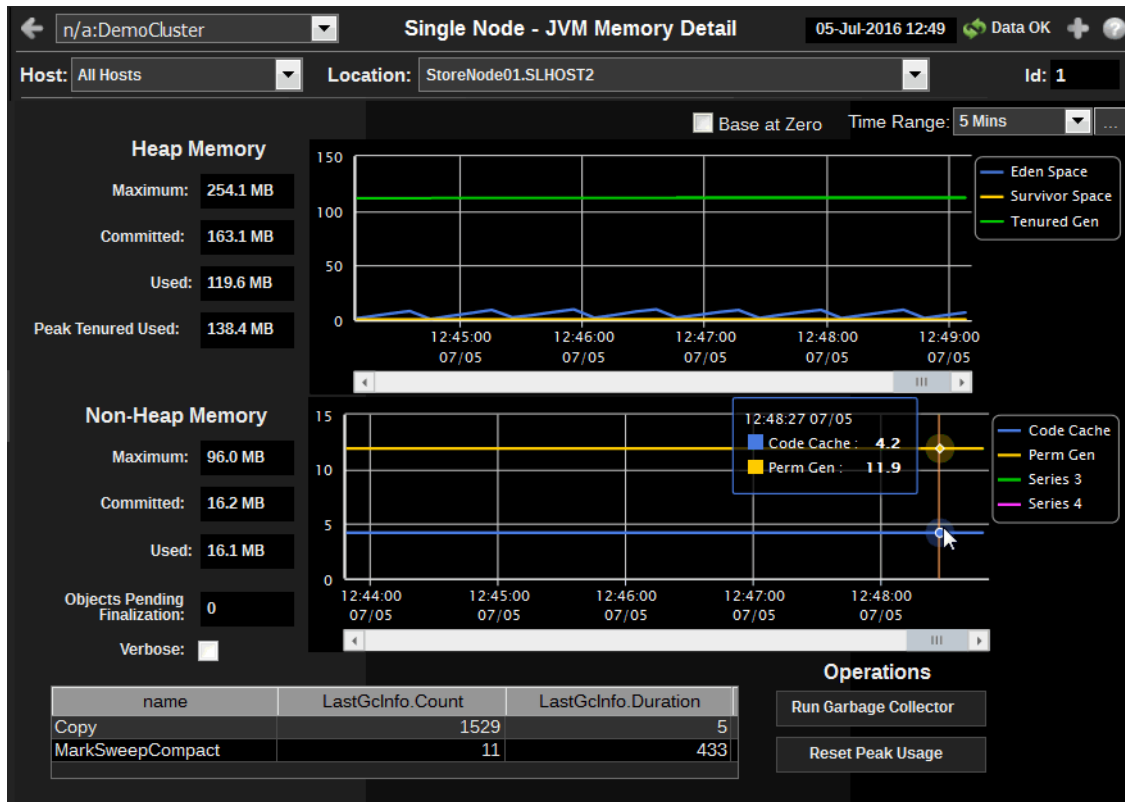 n/a:DemoCluster Single Node - JVM Memory Detail 05-Jul-2016 12:49 Data OK
Host: All Hosts Location: StoreNode01.SLHOST2 Id: 1
Base at Zero Time Range: 5 Mins ...
Heap Memory
Maximum: 254.1 MB
Committed: 163.1 MB
Used: 119.6 MB
Peak Tenured Used: 138.4 MB
150
100
50
0
12:45:00 12:46:00 12:47:00 12:48:00 12:49:00
07/05 07/05 07/05 07/05 07/05
Eden Space
Survivor Space
Tenured Gen
Non-Heap Memory
Maximum: 96.0 MB
Committed: 16.2 MB
Used: 16.1 MB
Objects Pending
Finalization: 0
Verbose:
15
10
5
0
12:48:27 07/05
Code Cache : 4.2
Perm Gen : 11.9
12:44:00 12:45:00 12:46:00 12:47:00 12:48:00
07/05 07/05 07/05 07/05 07/05
Code Cache
Perm Gen
Series 3
Series 4
name LastGcInfo.Count LastGcInfo.Duration
Copy 1529 5
MarkSweepCompact 11 433
Operations
Run Garbage Collector
Reset Peak Usage